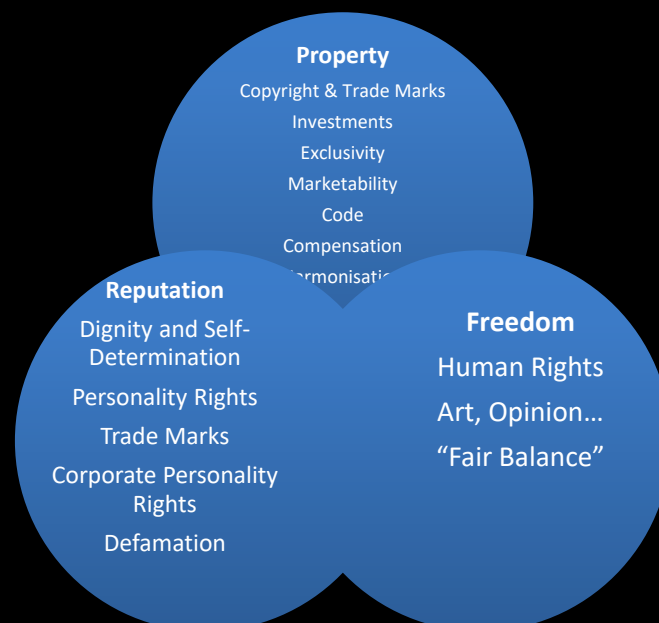 Property
Copyright & Trade Marks
Investments
Exclusivity
Marketability
Code
Compensation
Reputation
Dignity and Self-
Determination
Personality Rights
Trade Marks
Corporate Personality
Rights
Defamation
Freedom
Human Rights
Art, Opinion…
“Fair Balance”